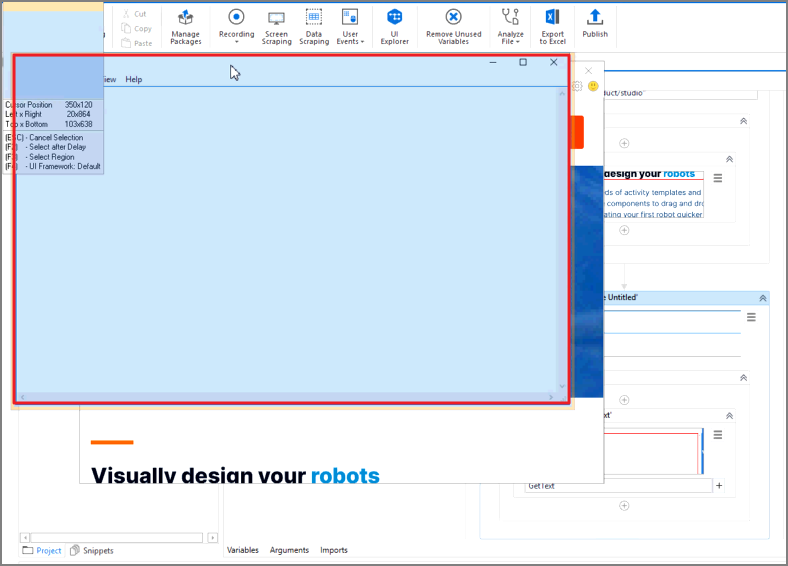 Cut
Copy
Paste
Manage
Packages
Recording
Screen
Scraping
Data
Scraping
User
Events
UI
Explorer
Remove Unused
Variables
Analyze
File
Export
to Excel
Publish
iew Help
Cursor Position 350x120
Left x Right 20x864
Top x Bottom 103x638
(ESC) - Cancel Selection
- Select after Delay
- Select Region
- UI Framework: Default
duct/studio"
design your robots
ds of activity templates and
components to drag and dro
ating your first robot quicker
e Untitled'
xt'
GetText
Visually design your robots
Project Snippets
Variables Arguments Imports